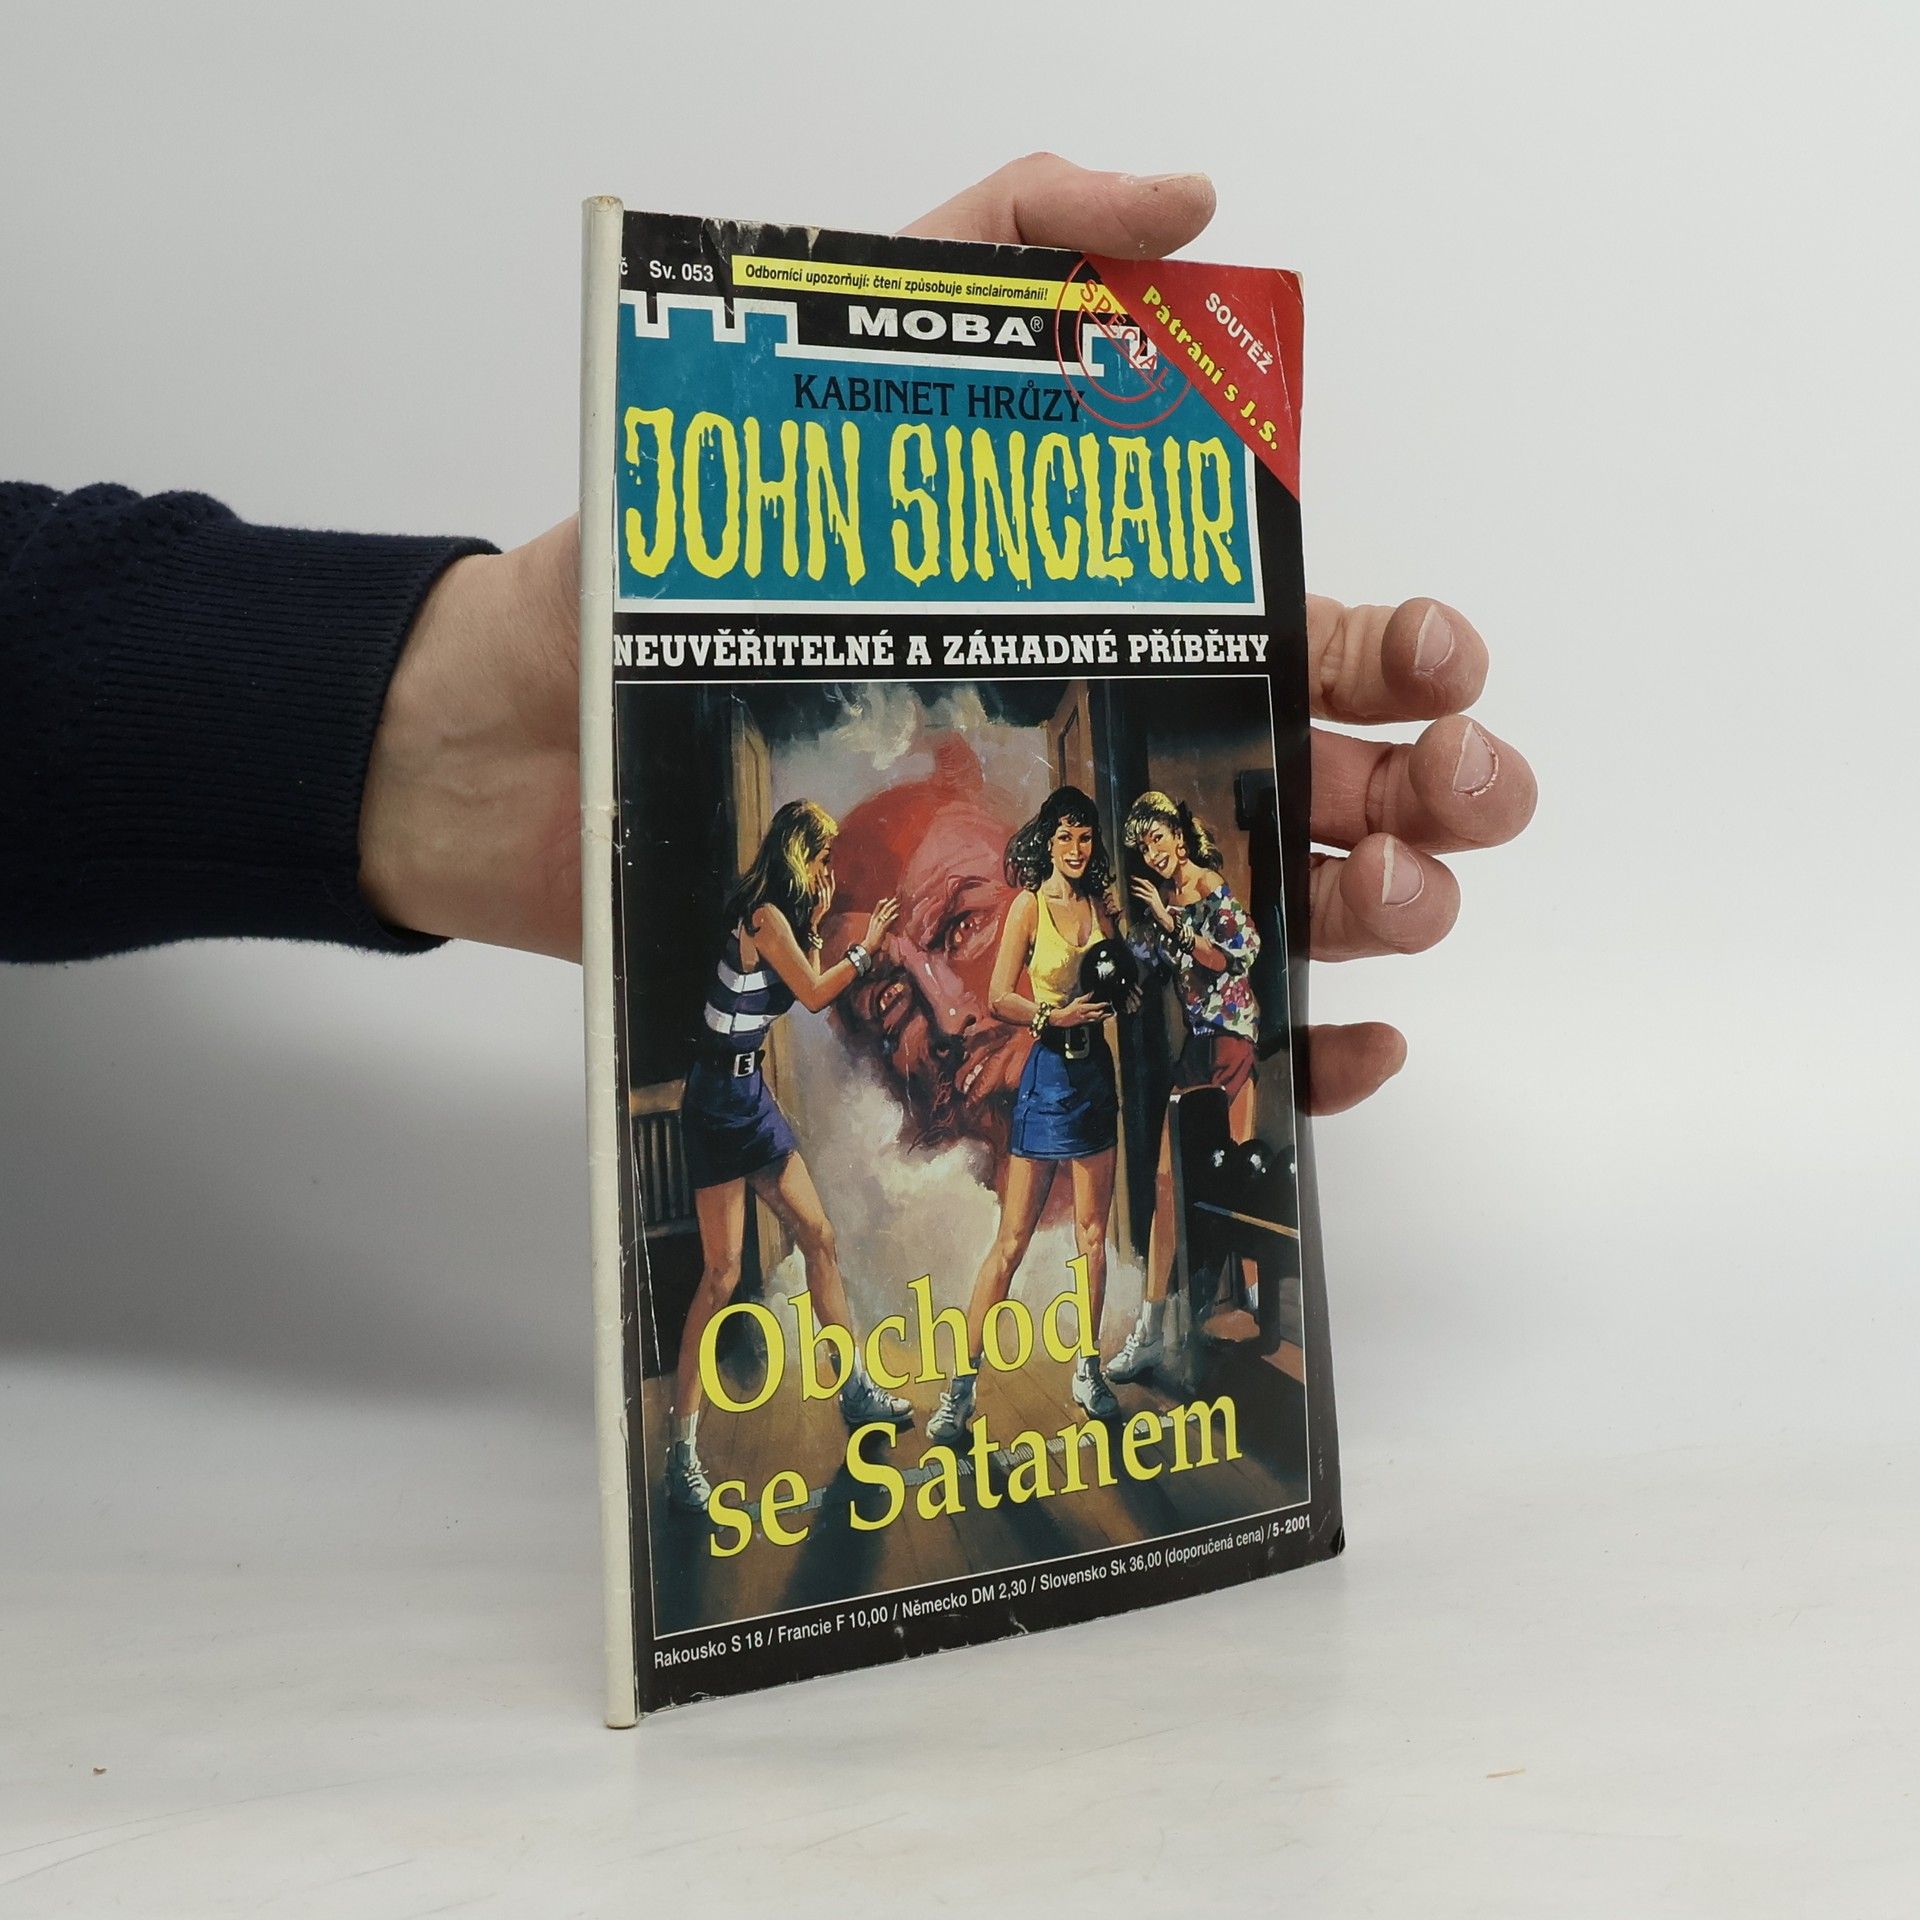 č Sv. 053
Odborníci upozorňují: čtení způsobuje sinclairománii!
SOUTĚŽ
Pátrání s J.S.
SPECIAL
MOBA®
KABINET HRŮZY
JOHN SINCLAIR
NEUVĚŘITELNÉ A ZÁHADNÉ PŘÍBĚHY
Obchod
se Satanem
Rakousko S 18 / Francie F 10,00 / Německo DM 2,30 / Slovensko Sk 36,00 (doporučená cena) / 5-2001